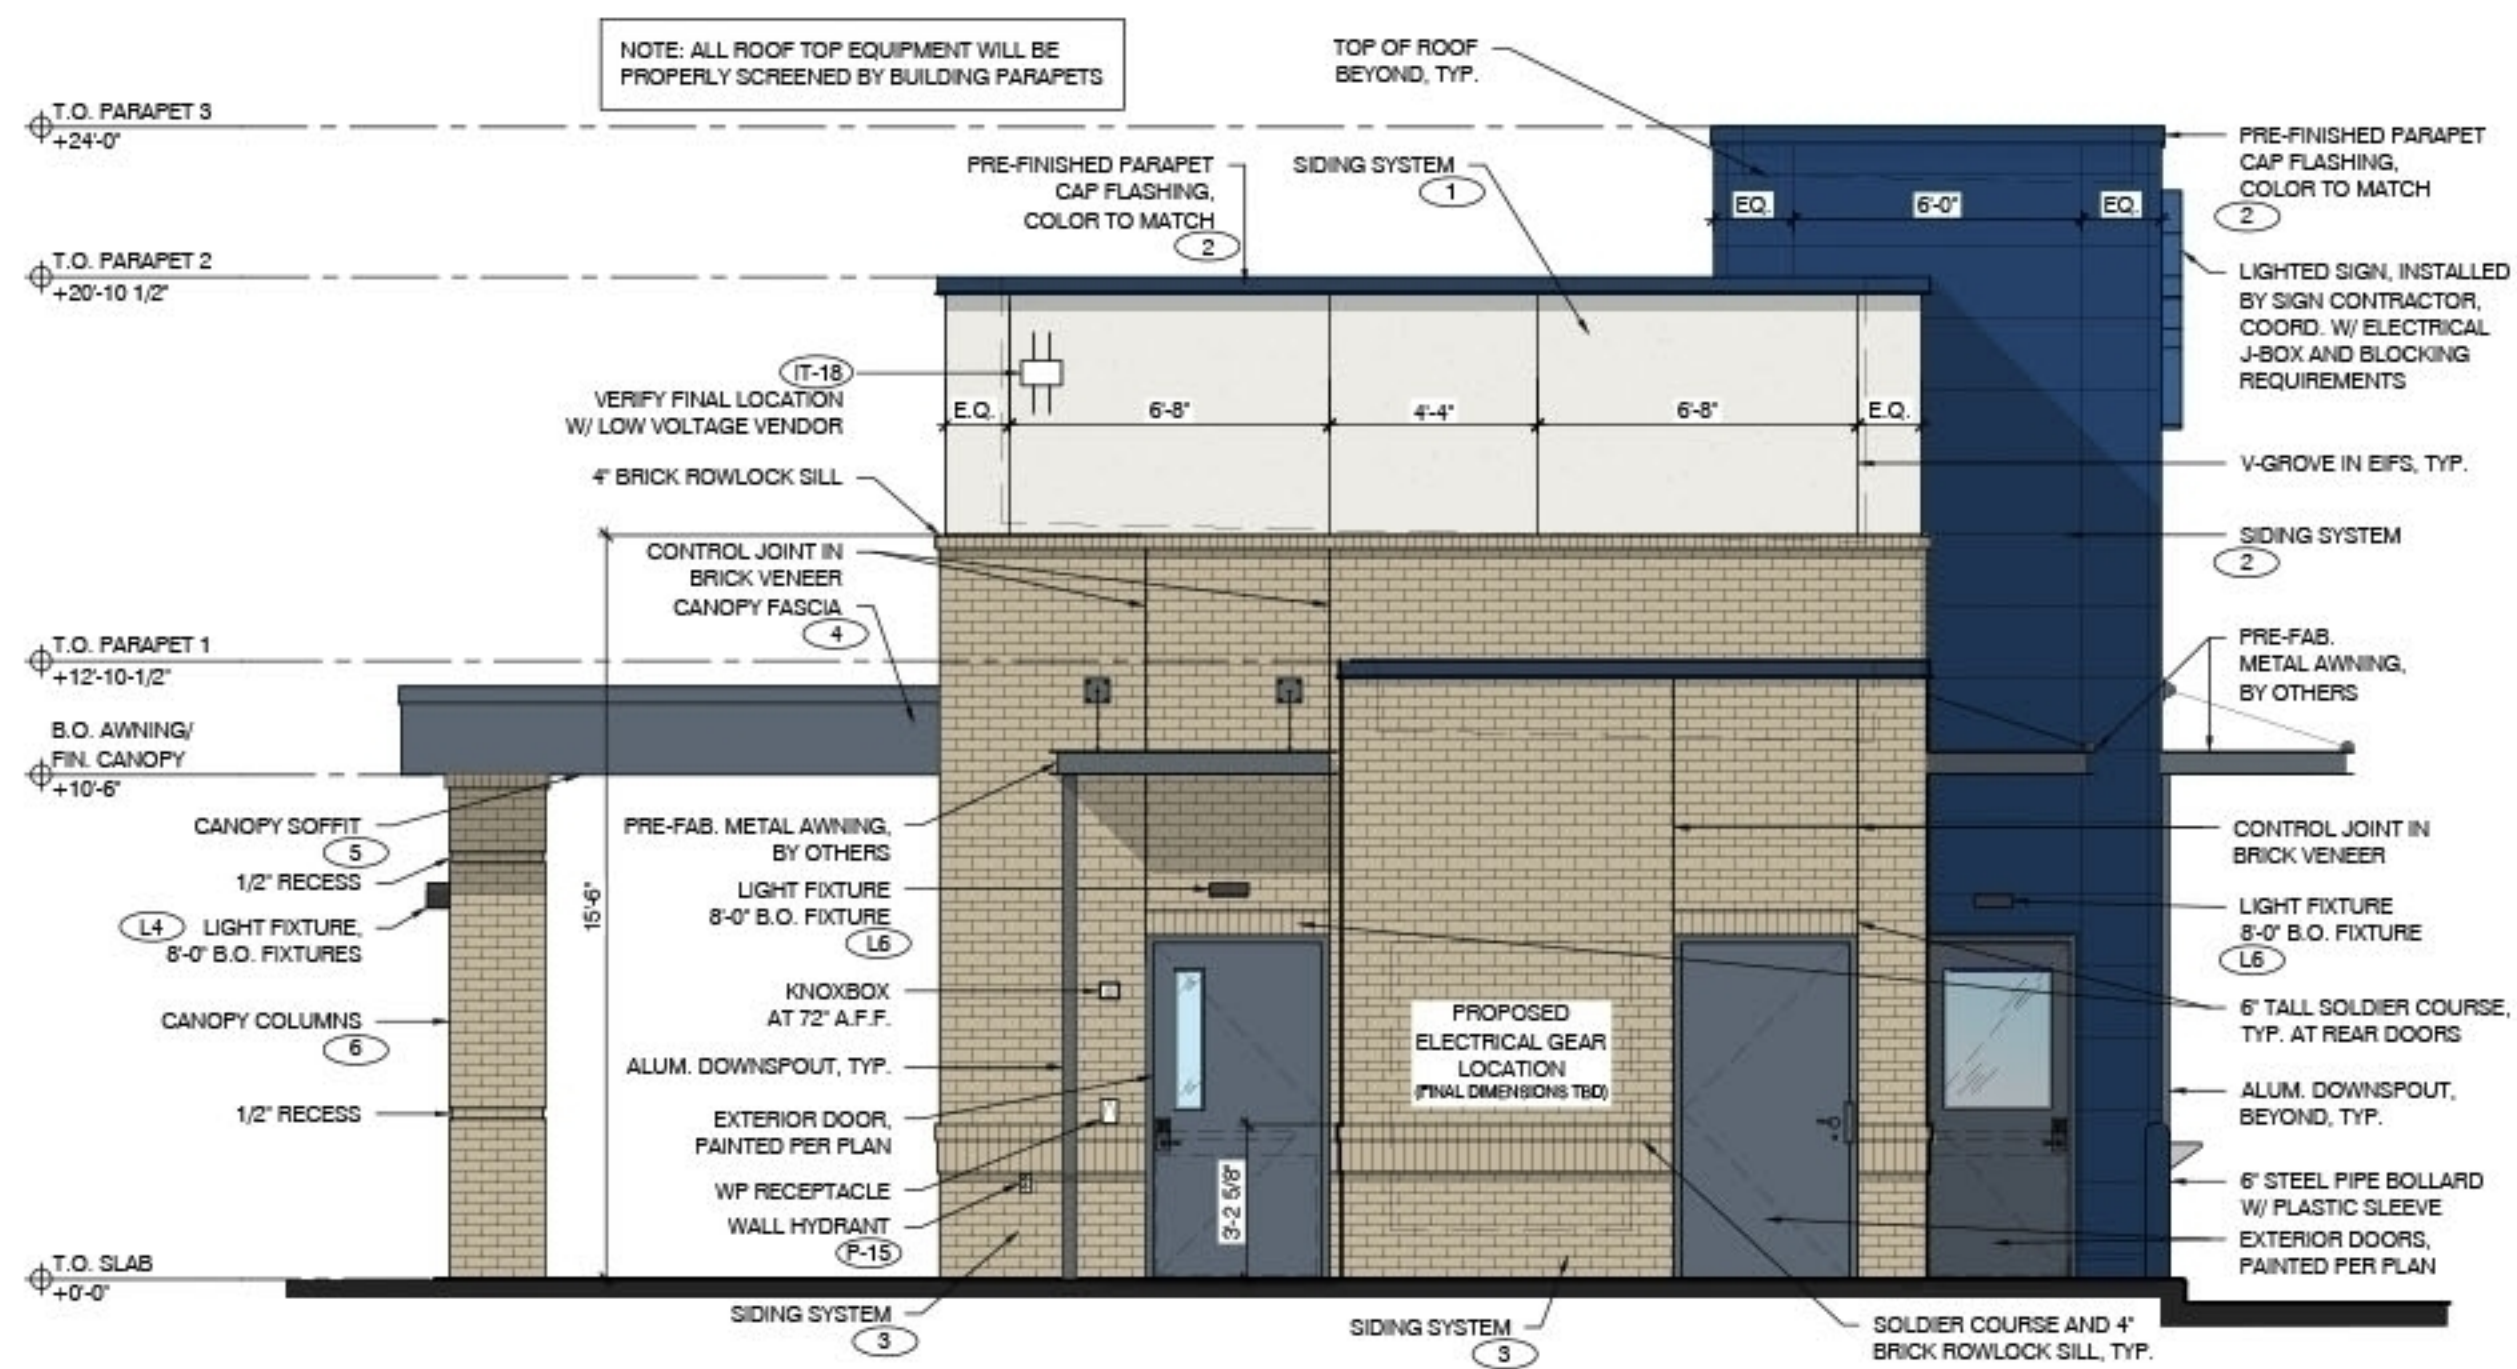 NOTE: ALL ROOF TOP EQUIPMENT WILL BE
PROPERLY SCREENED BY BUILDING PARAPETS
TOP OF ROOF
BEYOND, TYP.
T.O. PARAPET 3
+24'-0"
PRE-FINISHED PARAPET
CAP FLASHING,
COLOR TO MATCH
2
SIDING SYSTEM
1
PRE-FINISHED PARAPET
CAP FLASHING,
COLOR TO MATCH
2
EQ.
6'-0"
EQ.
T.O. PARAPET 2
+20'-10 1/2"
LIGHTED SIGN, INSTALLED
BY SIGN CONTRACTOR,
COORD. W/ ELECTRICAL
J-BOX AND BLOCKING
REQUIREMENTS
IT-18
VERIFY FINAL LOCATION
W/ LOW VOLTAGE VENDOR
E.Q.
6'-8"
4'-4"
6'-8"
E.Q.
4" BRICK ROWLOCK SILL
V-GROVE IN EIFS, TYP.
CONTROL JOINT IN
BRICK VENEER
CANOPY FASCIA
4
SIDING SYSTEM
2
T.O. PARAPET 1
+12'-10-1/2"
PRE-FAB.
METAL AWNING,
BY OTHERS
B.O. AWNING/
FIN. CANOPY
+10'-6"
CANOPY SOFFIT
5
1/2" RECESS
L4
LIGHT FIXTURE,
8'-0" B.O. FIXTURES
CANOPY COLUMNS
6
1/2" RECESS
15'-6"
PRE-FAB. METAL AWNING,
BY OTHERS
LIGHT FIXTURE
8'-0" B.O. FIXTURE
L6
KNOXBOX
AT 72" A.F.F.
ALUM. DOWNSPOUT, TYP.
EXTERIOR DOOR,
PAINTED PER PLAN
WP RECEPTACLE
WALL HYDRANT
P-15
3'-2 5/8"
PROPOSED
ELECTRICAL GEAR
LOCATION
(FINAL DIMENSIONS TBD)
CONTROL JOINT IN
BRICK VENEER
LIGHT FIXTURE
8'-0" B.O. FIXTURE
L6
6" TALL SOLDIER COURSE,
TYP. AT REAR DOORS
ALUM. DOWNSPOUT,
BEYOND, TYP.
6" STEEL PIPE BOLLARD
W/ PLASTIC SLEEVE
EXTERIOR DOORS,
PAINTED PER PLAN
T.O. SLAB
+0'-0"
SIDING SYSTEM
3
SIDING SYSTEM
3
SOLDIER COURSE AND 4"
BRICK ROWLOCK SILL, TYP.